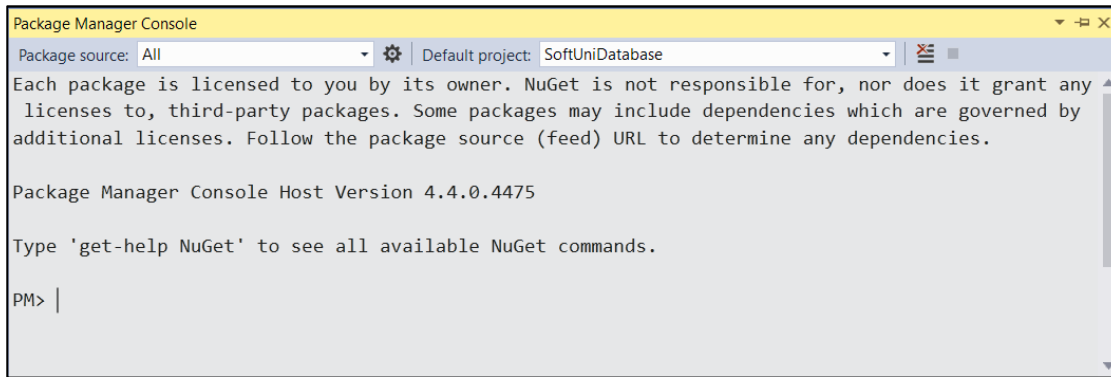 Package Manager Console
Package source: All Default project: SoftUniDatabase
Each package is licensed to you by its owner. NuGet is not responsible for, nor does it grant any
licenses to, third-party packages. Some packages may include dependencies which are governed by
additional licenses. Follow the package source (feed) URL to determine any dependencies.
Package Manager Console Host Version 4.4.0.4475
Type 'get-help NuGet' to see all available NuGet commands.
PM>